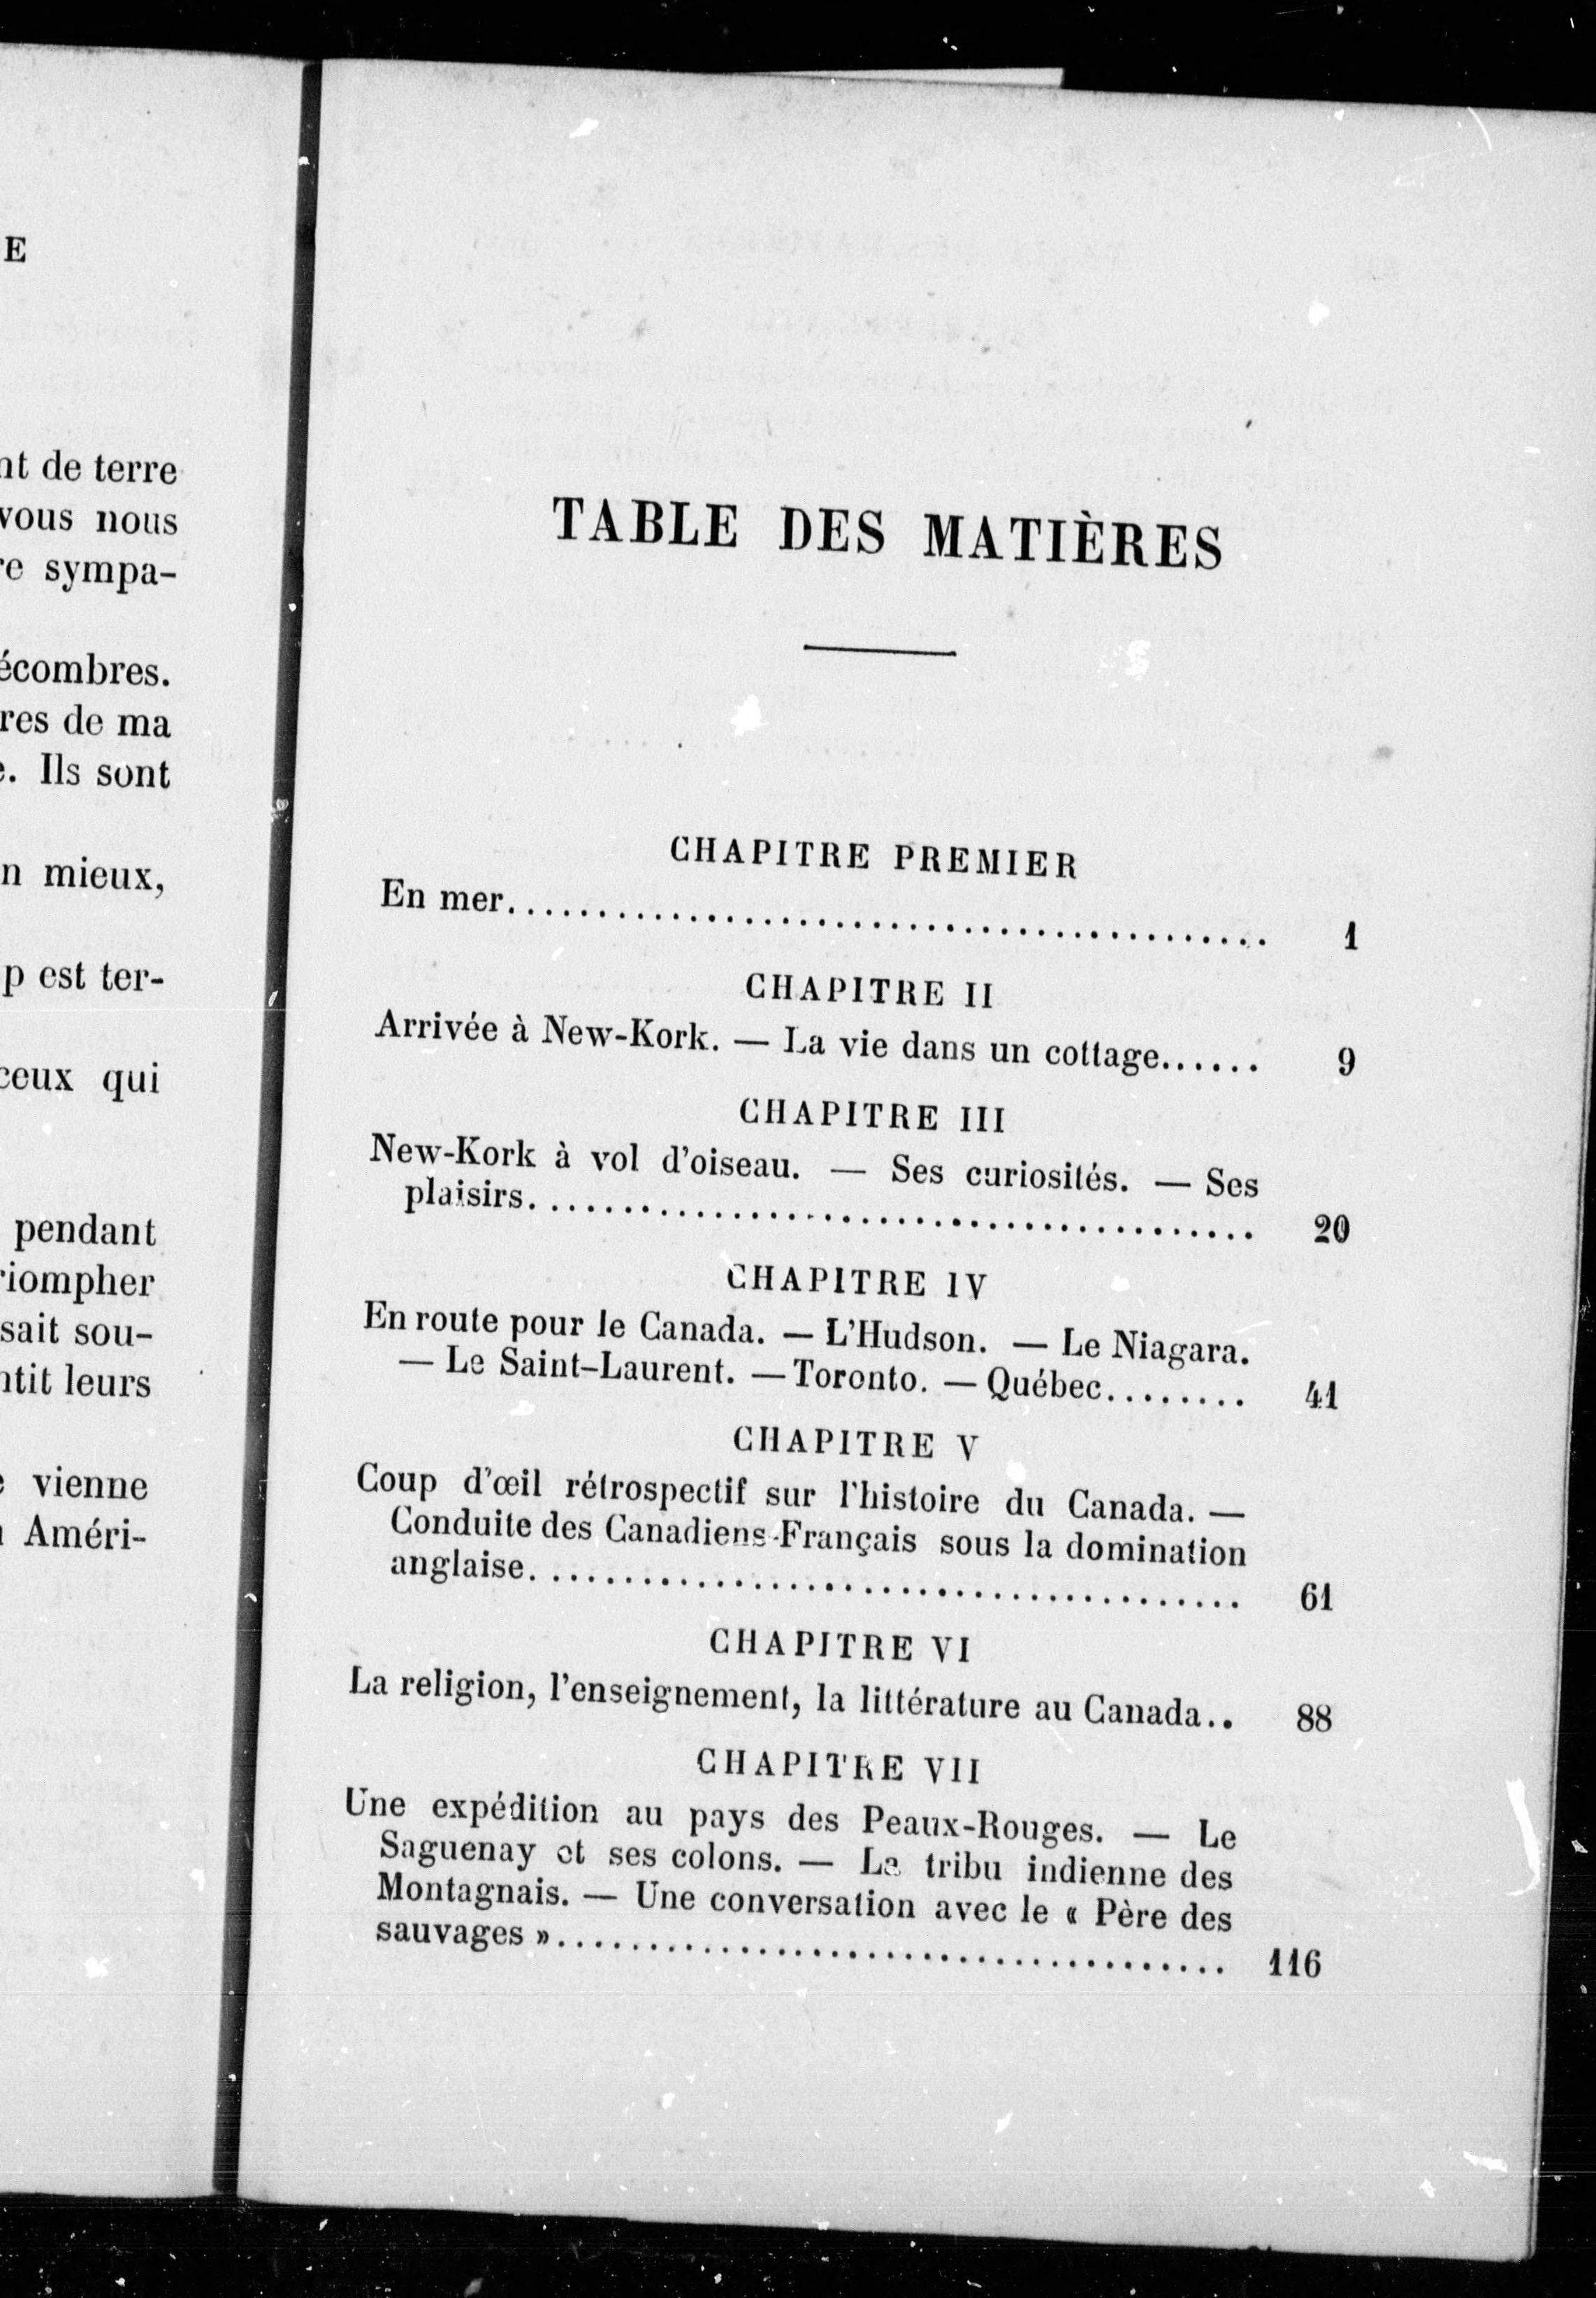 E
nt de terre
vous nous
re sympa-
écombres.
res de ma
e. Ils sont
n mieux,
p est ter-
ceux qui
pendant
riompher
sait sou-
ntit leurs
vienne
Améri-
TABLE DES MATIÈRES
CHAPITRE PREMIER
En mer.......................................... 1
CHAPITRE II
Arrivée à New-Kork. — La vie dans un cottage...... 9
CHAPITRE III
New-Kork à vol d'oiseau. — Ses curiosités. — Ses
plaisirs........................................ 20
CHAPITRE IV
En route pour le Canada. — L'Hudson. — Le Niagara.
— Le Saint-Laurent. — Toronto. — Québec........ 41
CHAPITRE V
Coup d'œil rétrospectif sur l'histoire du Canada. —
Conduite des Canadiens-Français sous la domination
anglaise........................................ 61
CHAPITRE VI
La religion, l'enseignement, la littérature au Canada.. 88
CHAPITRE VII
Une expédition au pays des Peaux-Rouges. — Le
Saguenay et ses colons. — La tribu indienne des
Montagnais. — Une conversation avec le « Père des
sauvages »...................................... 116